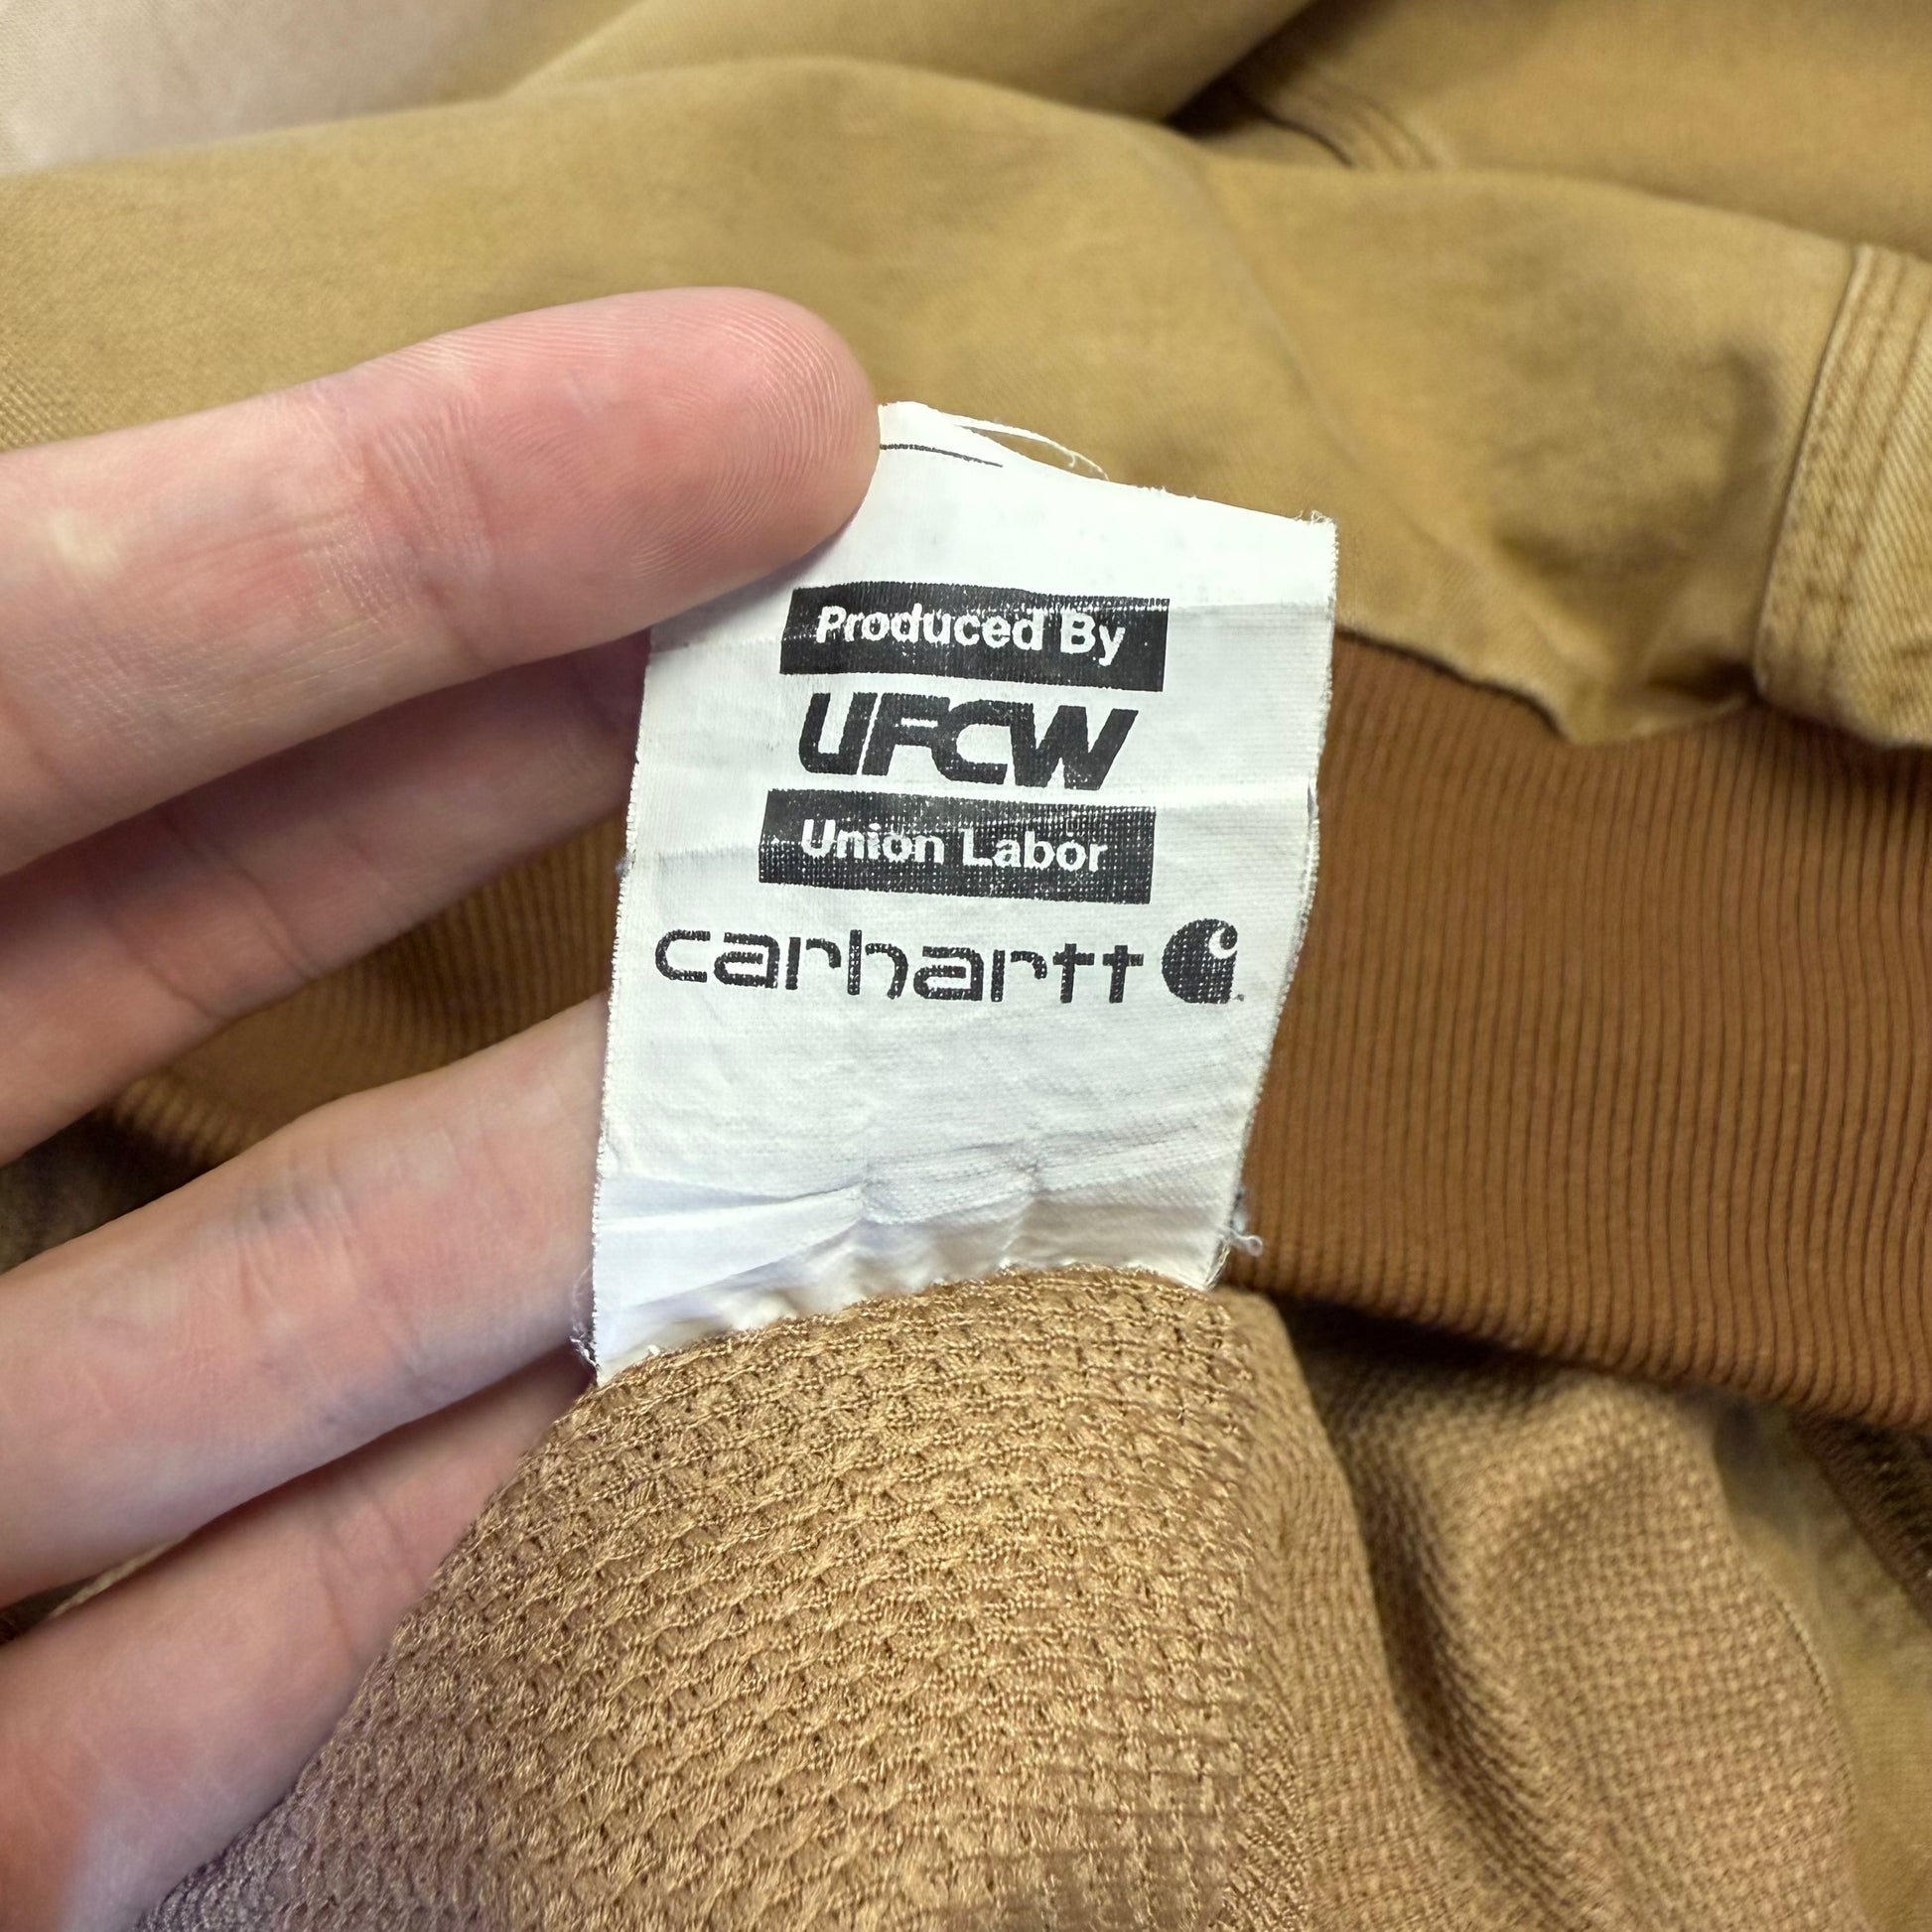 Produced By
UFCW
Union Labor
carhartt